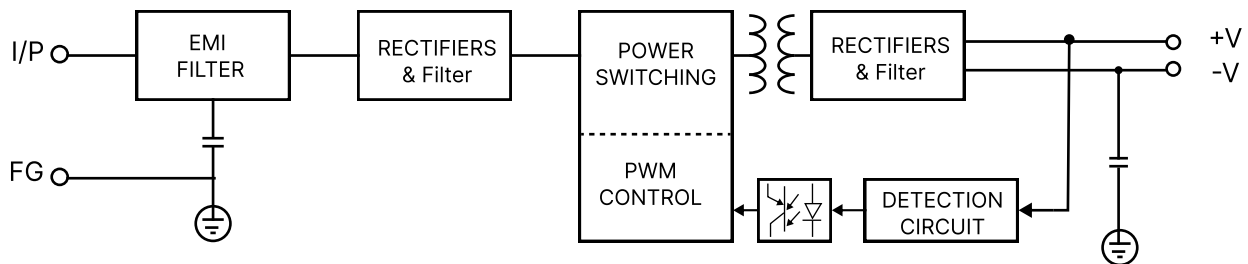 I/P
EMI
FILTER
RECTIFIERS
& Filter
POWER
SWITCHING
RECTIFIERS
& Filter
+V
-V
FG
PWM
CONTROL
DETECTION
CIRCUIT